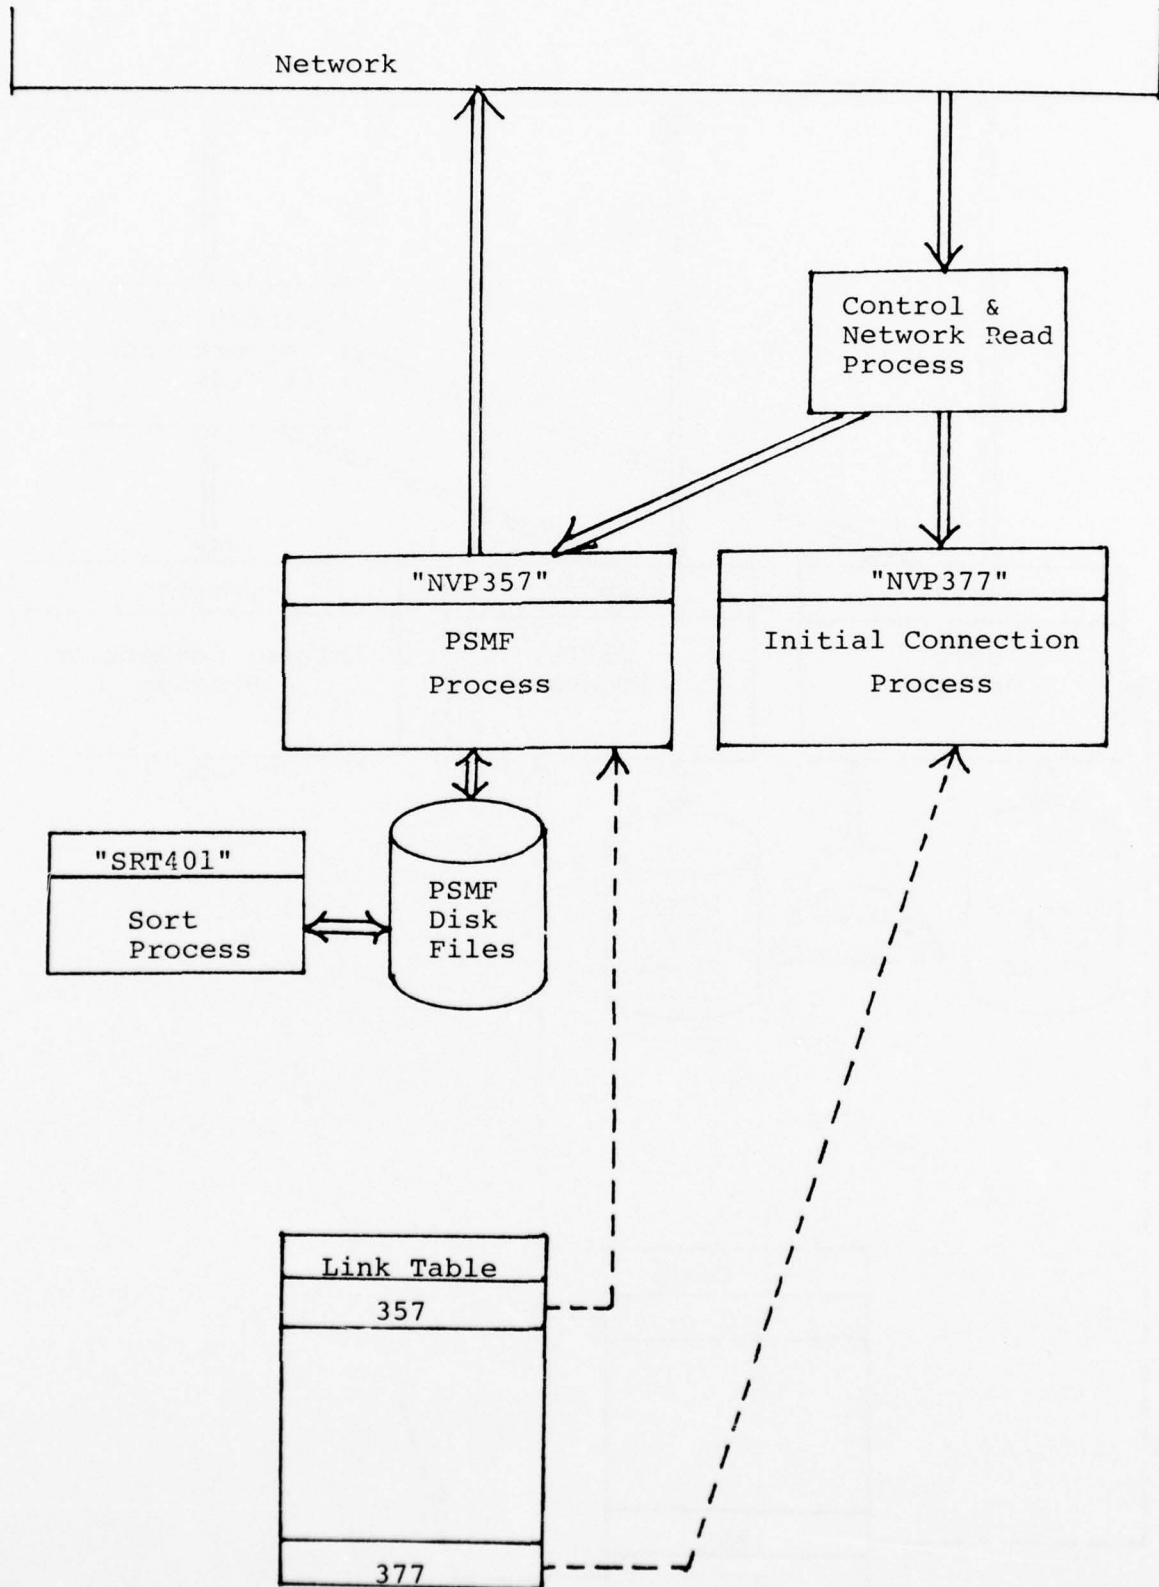 Network
Control &
Network Read
Process
"NVP357"
PSMF
Process
"NVP377"
Initial Connection
Process
"SRT401"
Sort
Process
PSMF
Disk
Files
Link Table
357
377